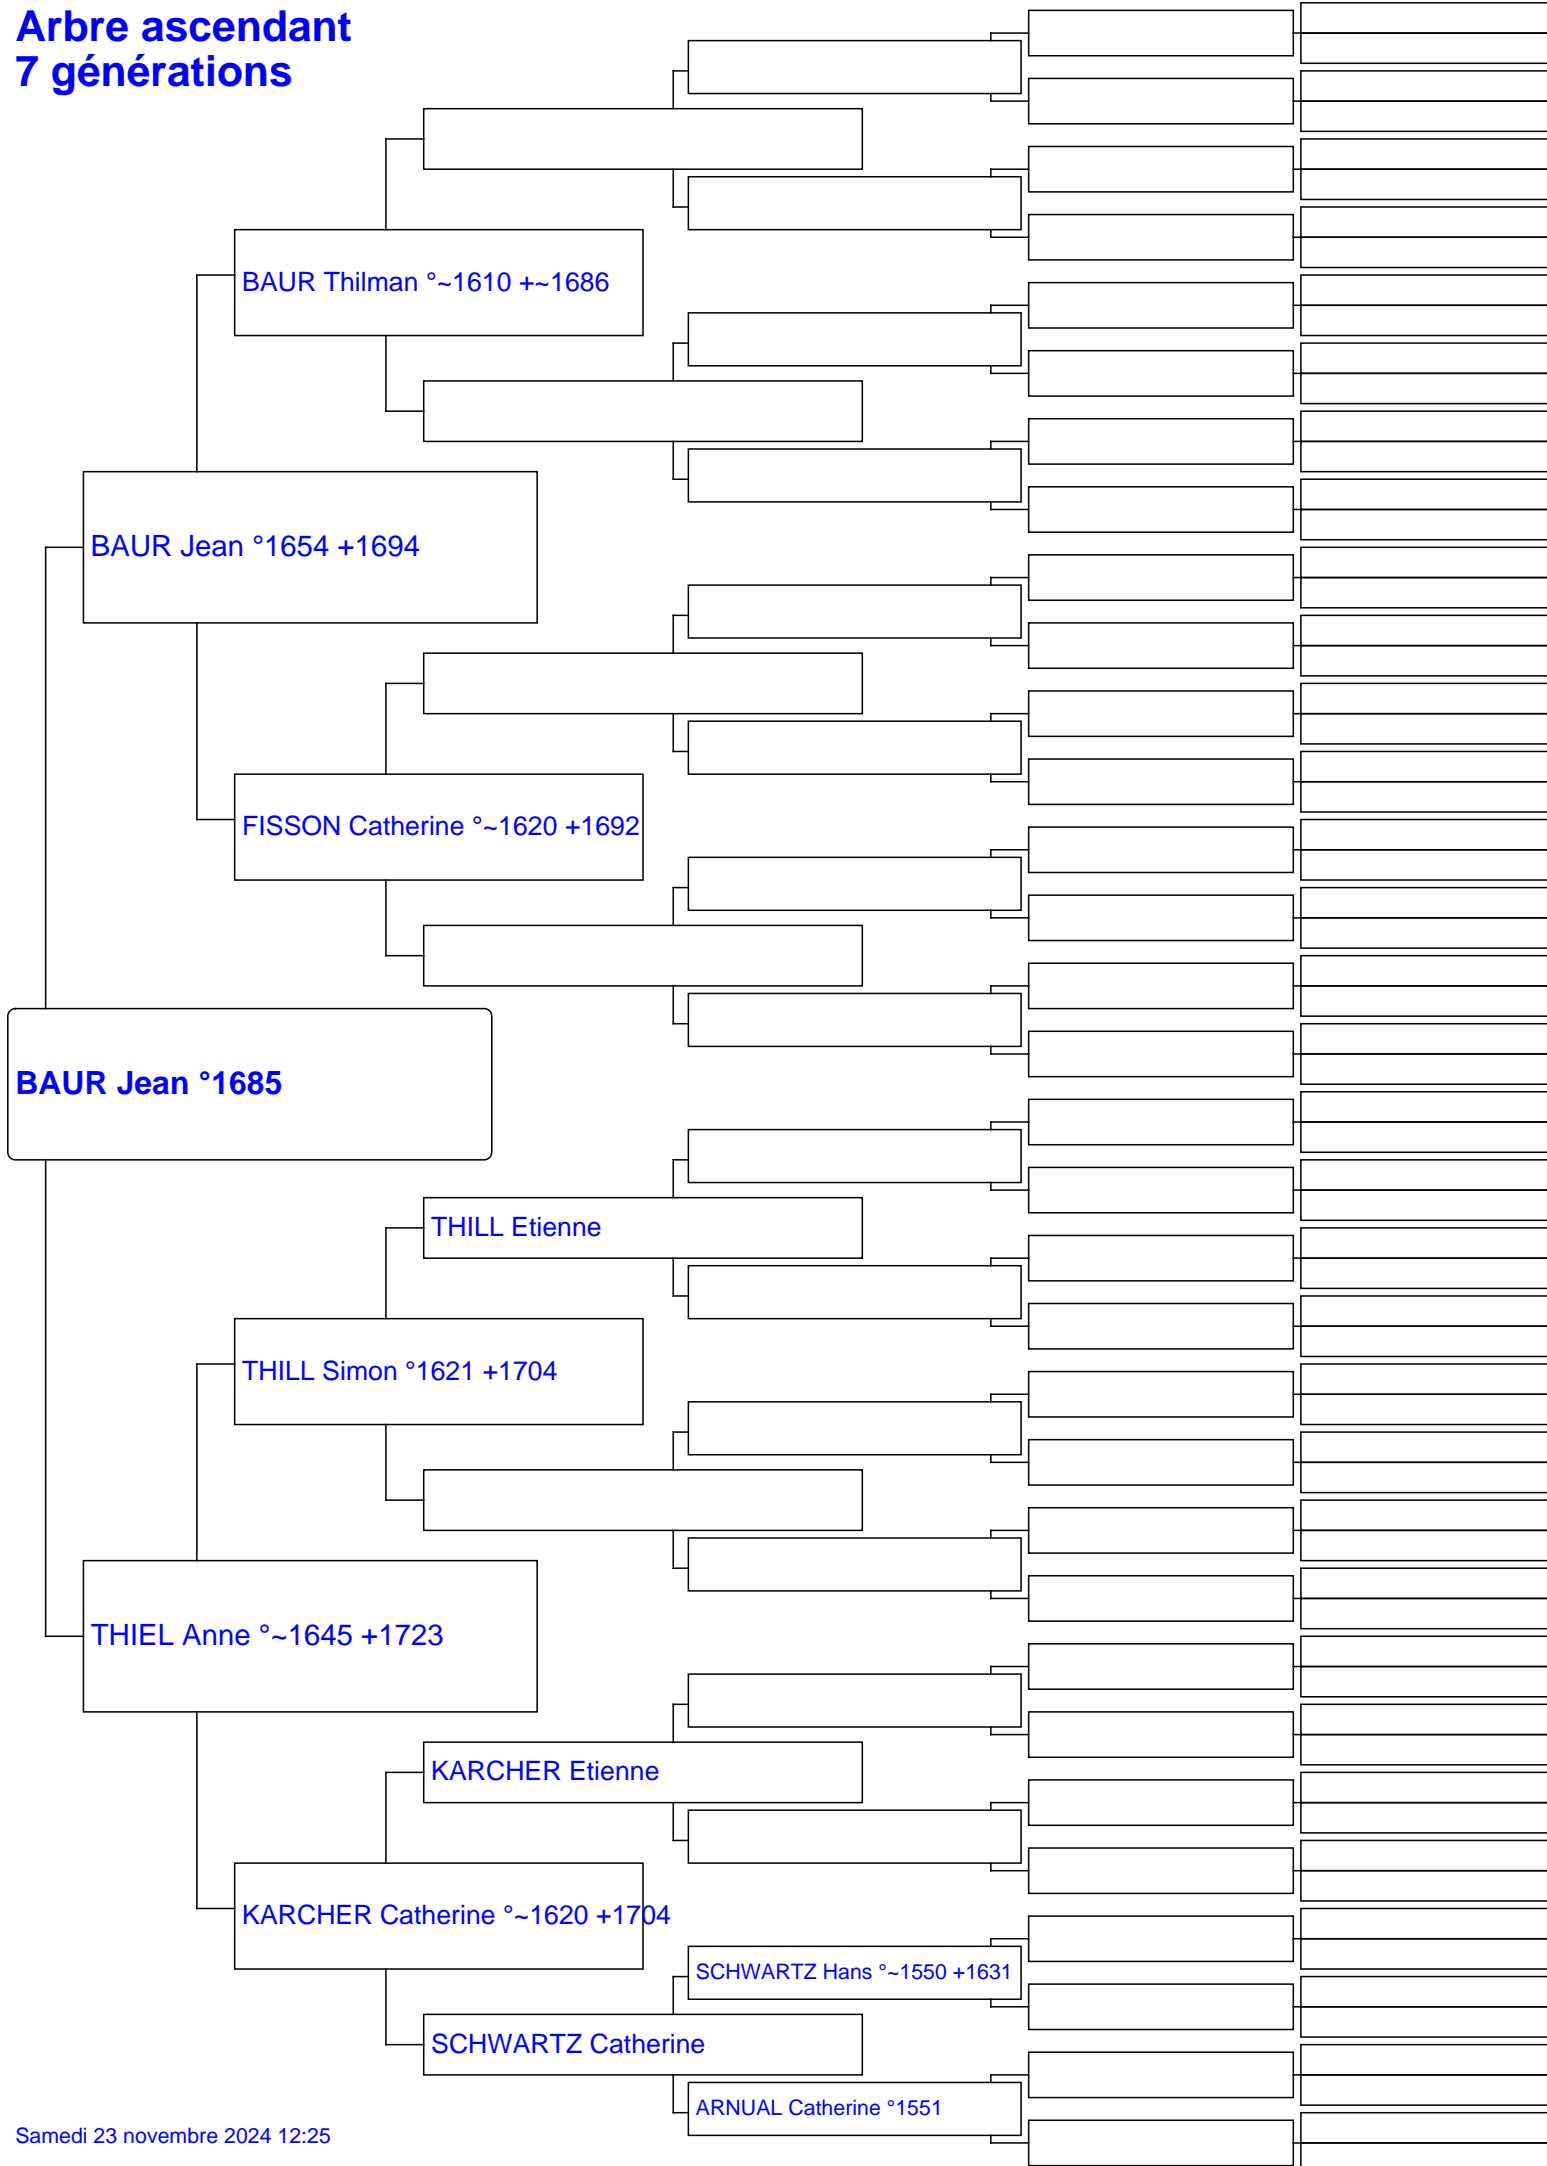 Arbre ascendant
7 générations
BAUR Thilman °~1610 +~1686
BAUR Jean °1654 +1694
FISSON Catherine °~1620 +1692
BAUR Jean °1685
THILL Etienne
THILL Simon °1621 +1704
THIEL Anne °~1645 +1723
KARCHER Etienne
KARCHER Catherine °~1620 +1704
SCHWARTZ Hans °~1550 +1631
SCHWARTZ Catherine
ARNUAL Catherine °1551
Samedi 23 novembre 2024 12:25